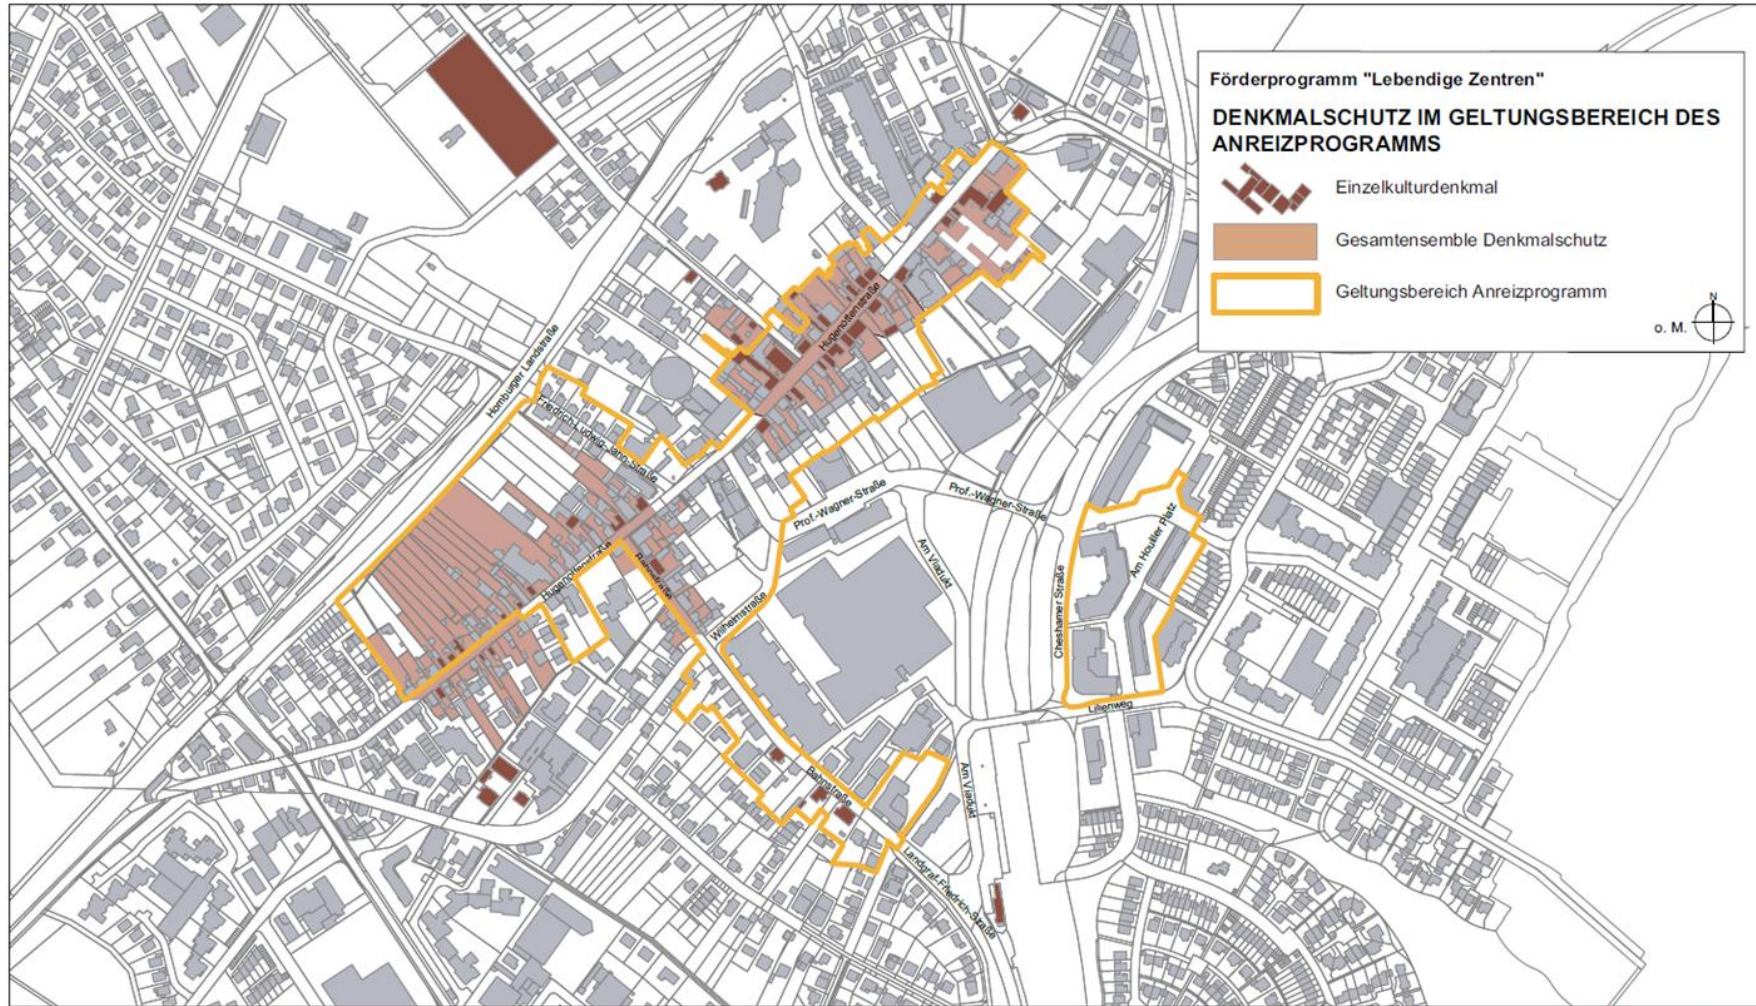 Förderprogramm "Lebendige Zentren"
DENKMALSCHUTZ IM GELTUNGSBEREICH DES
ANREIZPROGRAMMS
Einzelkulturdenkmal
Gesamtensemble Denkmalschutz
Geltungsbereich Anreizprogramm
N
o. M.
Hugenottenstraße
Homburger Landstraße
Friedrich-Ludwig-Jahn-Straße
Prof.-Wagner-Straße
Prof.-Wagner-Straße
Am Houiller Platz
Am Viadukt
Hugenottenstraße
Bahnstraße
Cheshamer Straße
Wilhelmstraße
Lilienweg
Bahnstraße
Am Viadukt
Landgraf-Friedrich-Straße